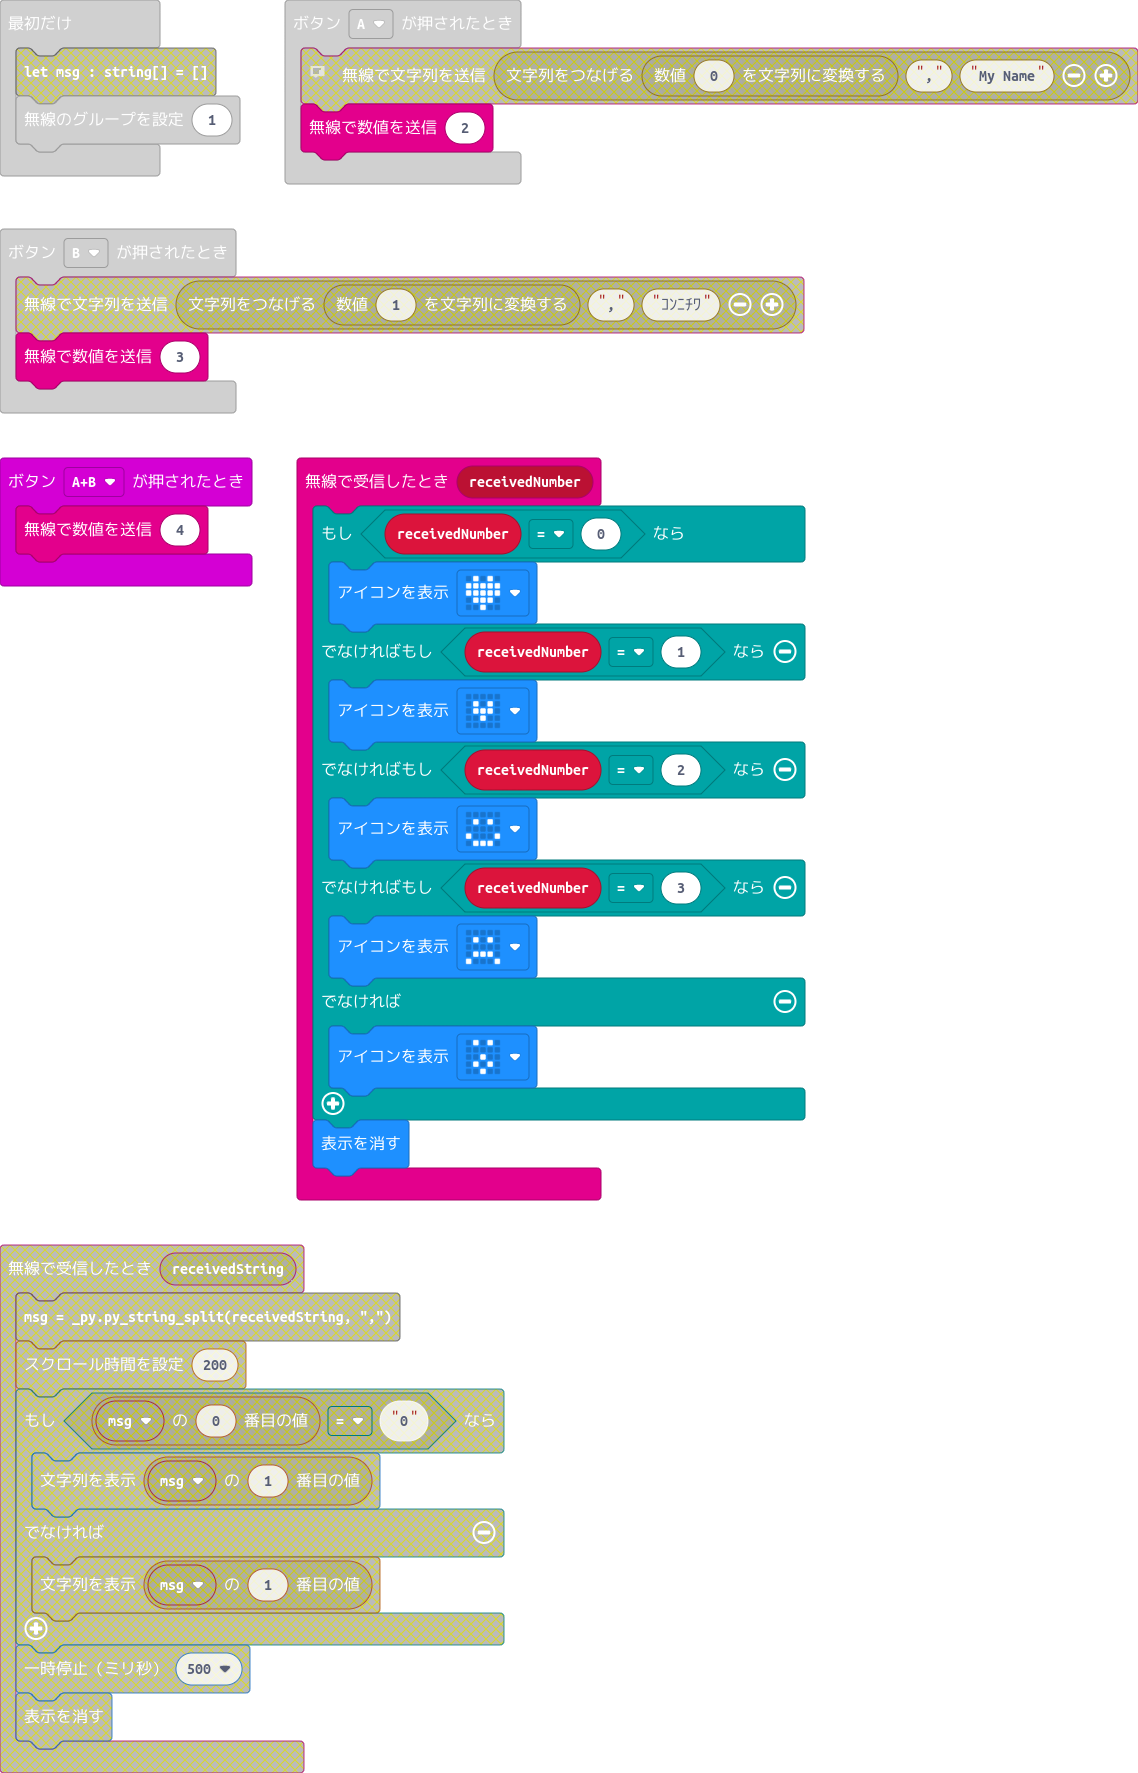 最初だけ
let msg : string[] = []
無線のグループを設定 1
ボタン A が押されたとき
無線で文字列を送信 文字列をつなげる 数値 0 を文字列に変換する "," "My Name"
無線で数値を送信 2
ボタン B が押されたとき
無線で文字列を送信 文字列をつなげる 数値 1 を文字列に変換する "," "ｺﾝﾆﾁﾜ"
無線で数値を送信 3
ボタン A+B が押されたとき
無線で数値を送信 4
無線で受信したとき receivedNumber
もし receivedNumber = 0 なら
アイコンを表示
でなければもし receivedNumber = 1 なら
アイコンを表示
でなければもし receivedNumber = 2 なら
アイコンを表示
でなければもし receivedNumber = 3 なら
アイコンを表示
でなければ
アイコンを表示
表示を消す
無線で受信したとき receivedString
msg = _py.py_string_split(receivedString, ",")
スクロール時間を設定 200
もし msg の 0 番目の値 = "0" なら
文字列を表示 msg の 1 番目の値
でなければ
文字列を表示 msg の 1 番目の値
一時停止（ミリ秒） 500
表示を消す